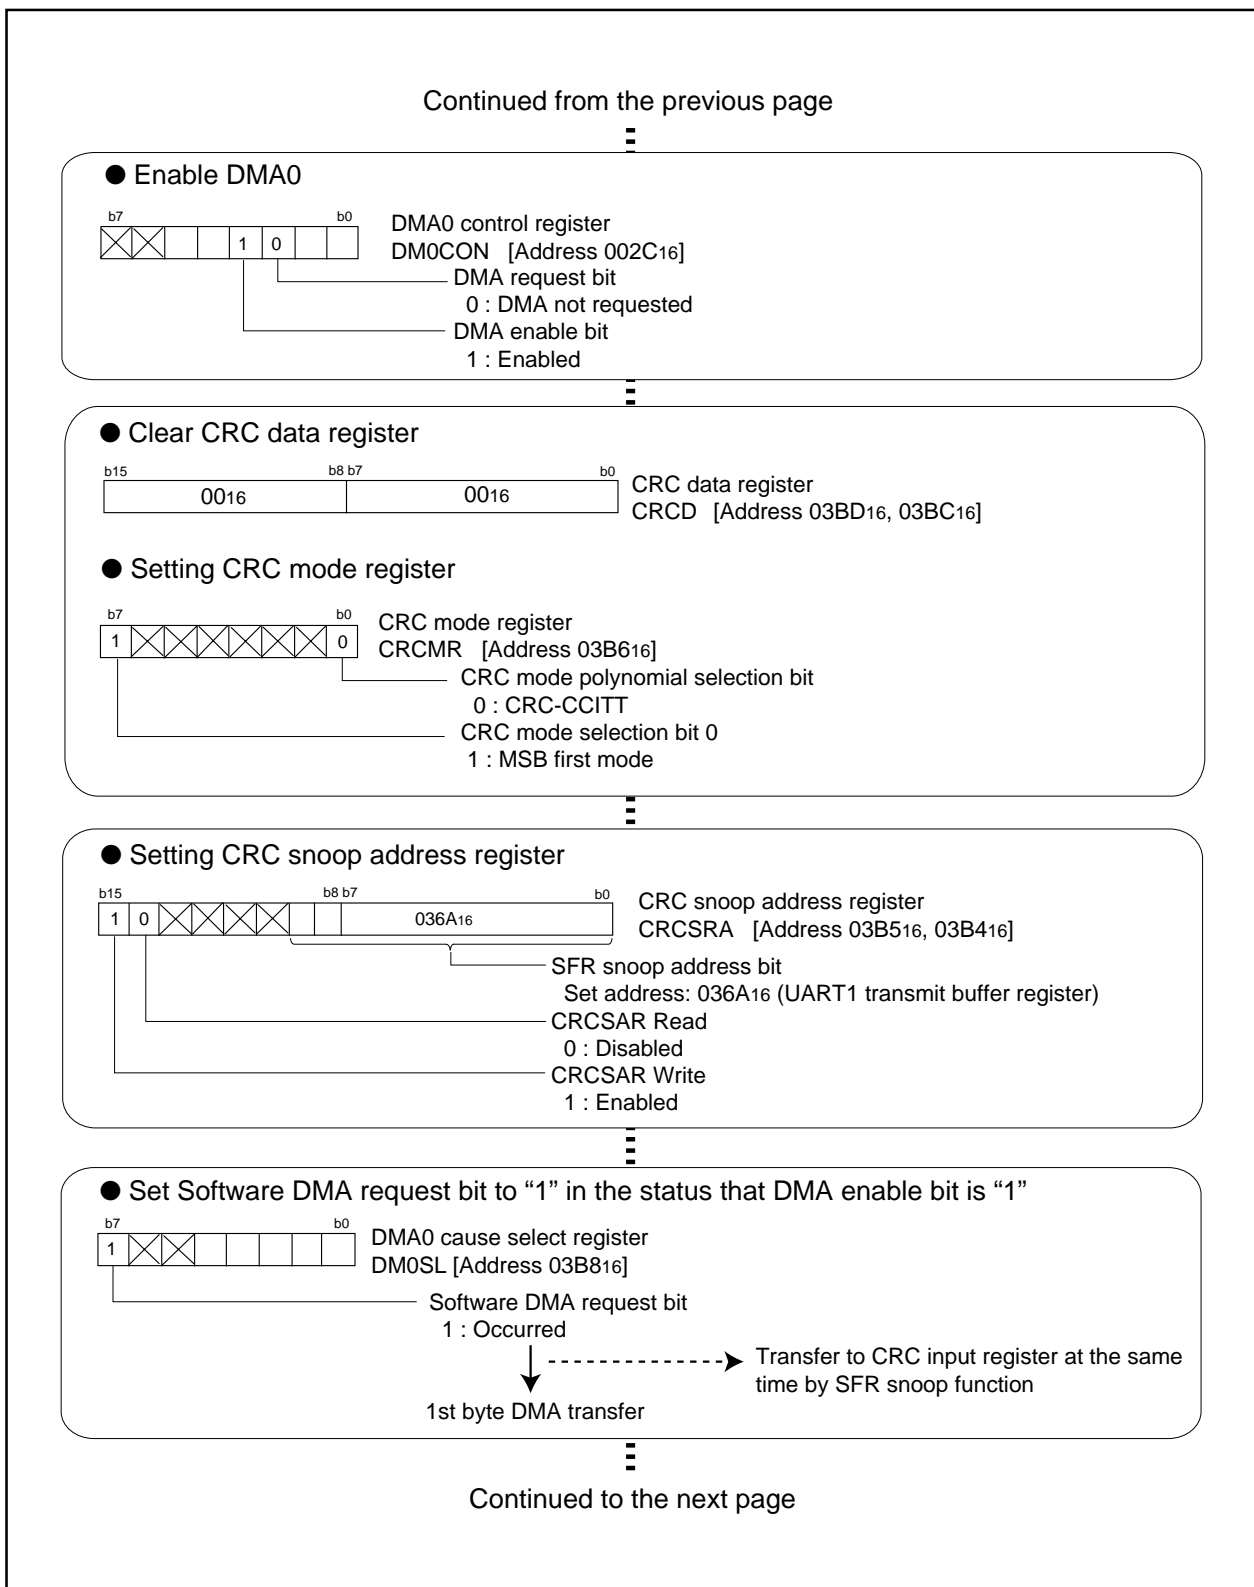 Continued from the previous page
● Enable DMA0
b7 b0
1 0
DMA0 control register
DM0CON [Address 002C16]
DMA request bit
0 : DMA not requested
DMA enable bit
1 : Enabled
● Clear CRC data register
b15 b8 b7 b0
0016 0016
CRC data register
CRCD [Address 03BD16, 03BC16]
● Setting CRC mode register
b7 b0
1 0
CRC mode register
CRCMR [Address 03B616]
CRC mode polynomial selection bit
0 : CRC-CCITT
CRC mode selection bit 0
1 : MSB first mode
● Setting CRC snoop address register
b15 b8 b7 b0
1 0 036A16
CRC snoop address register
CRCSRA [Address 03B516, 03B416]
SFR snoop address bit
Set address: 036A16 (UART1 transmit buffer register)
CRCSAR Read
0 : Disabled
CRCSAR Write
1 : Enabled
● Set Software DMA request bit to “1” in the status that DMA enable bit is “1”
b7 b0
1
DMA0 cause select register
DM0SL [Address 03B816]
Software DMA request bit
1 : Occurred
Transfer to CRC input register at the same
time by SFR snoop function
1st byte DMA transfer
Continued to the next page